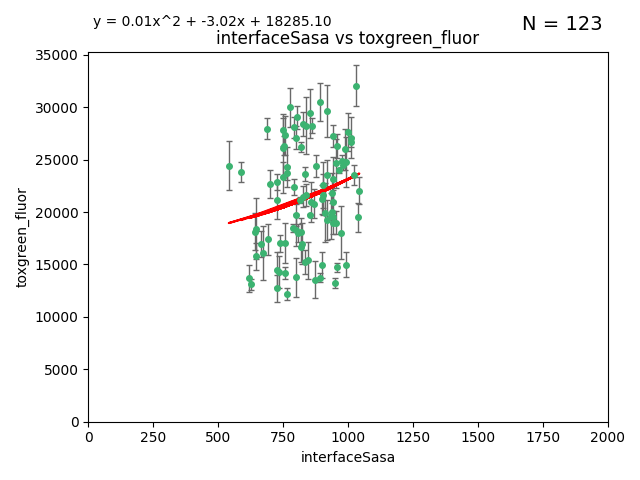 y = 0.01x^2 + -3.02x + 18285.10
N = 123
interfaceSasa vs toxgreen_fluor
35000
30000
25000
20000
15000
10000
5000
0
toxgreen_fluor
0 250 500 750 1000 1250 1500 1750 2000
interfaceSasa